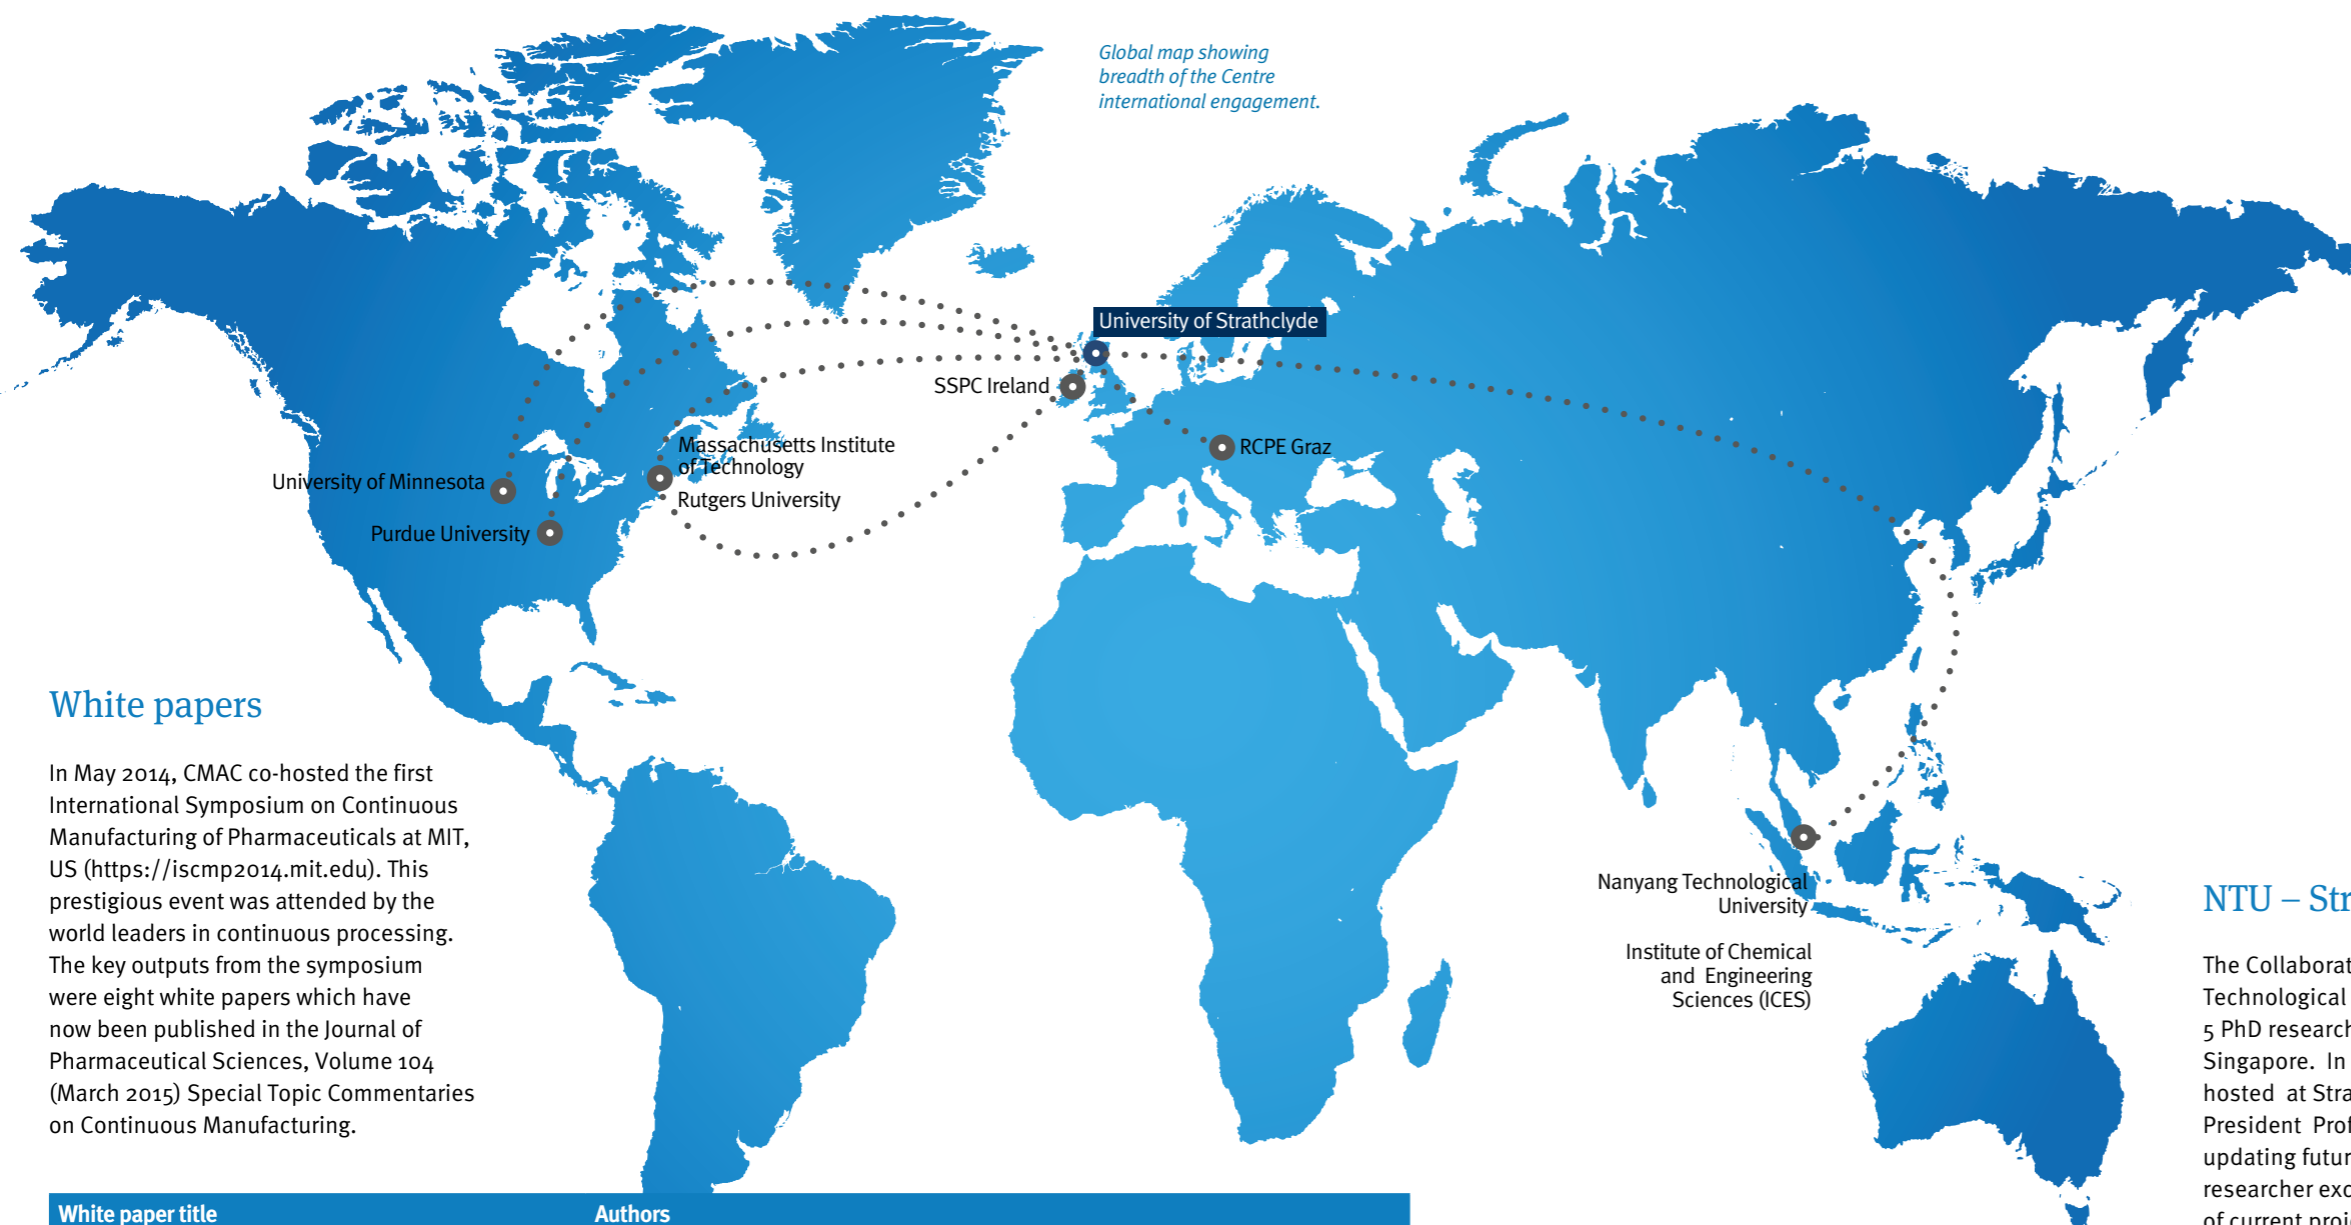 Global map showing
breadth of the Centre
international engagement.
University of Strathclyde
SSPC Ireland
Massachusetts Institute
of Technology
RCPE Graz
University of Minnesota
Rutgers University
Purdue University
White papers
In May 2014, CMAC co-hosted the first
International Symposium on Continuous
Manufacturing of Pharmaceuticals at MIT,
US (https://iscmp2014.mit.edu). This
prestigious event was attended by the
world leaders in continuous processing.
The key outputs from the symposium
were eight white papers which have
now been published in the Journal of
Pharmaceutical Sciences, Volume 104
(March 2015) Special Topic Commentaries
on Continuous Manufacturing.
Nanyang Technological
University
Institute of Chemical
and Engineering
Sciences (ICES)
NTU – Str
The Collaborat
Technological
5 PhD research
Singapore. In
hosted at Stra
President Prof
updating futur
researcher exc
of current proj
White paper title Authors